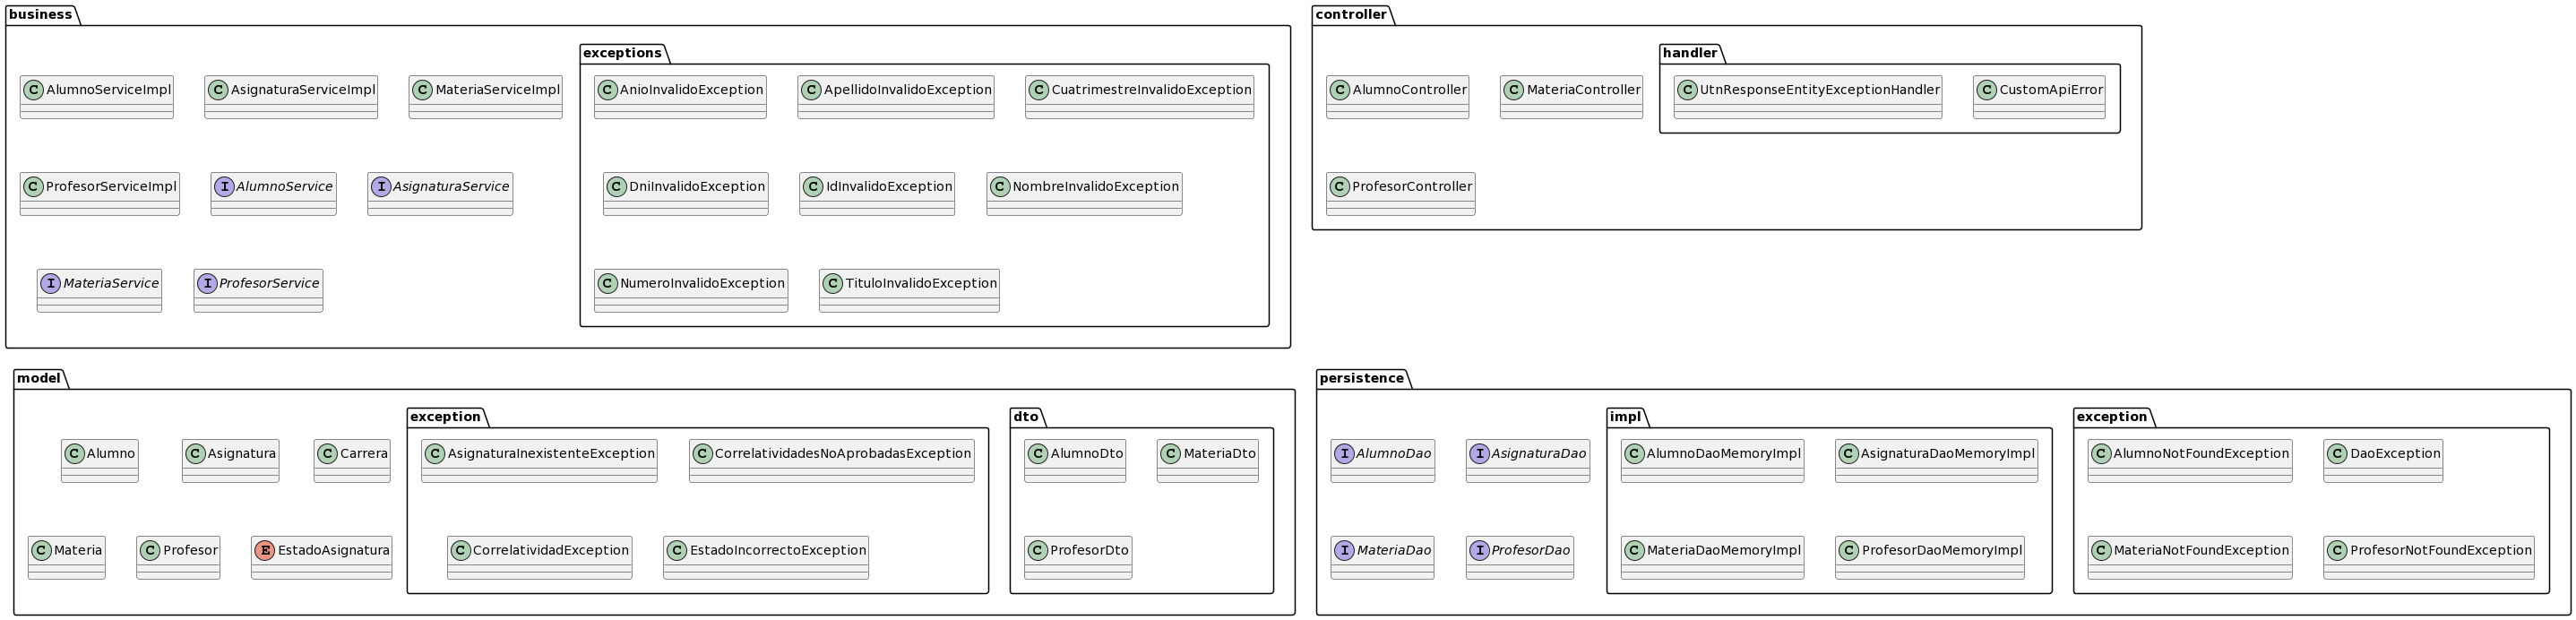 business
exceptions
C AlumnoServiceImpl
C AsignaturaServiceImpl
C MateriaServiceImpl
C AnioInvalidoException
C ApellidoInvalidoException
C CuatrimestreInvalidoException
C ProfesorServiceImpl
I AlumnoService
I AsignaturaService
C DniInvalidoException
C IdInvalidoException
C NombreInvalidoException
I MateriaService
I ProfesorService
C NumeroInvalidoException
C TituloInvalidoException
controller
handler
C AlumnoController
C MateriaController
C UtnResponseEntityExceptionHandler
C CustomApiError
C ProfesorController
model
exception
dto
C Alumno
C Asignatura
C Carrera
C AsignaturaInexistenteException
C CorrelatividadesNoAprobadasException
C AlumnoDto
C MateriaDto
C Materia
C Profesor
E EstadoAsignatura
C CorrelatividadException
C EstadoIncorrectoException
C ProfesorDto
persistence
impl
exception
I AlumnoDao
I AsignaturaDao
C AlumnoDaoMemoryImpl
C AsignaturaDaoMemoryImpl
C AlumnoNotFoundException
C DaoException
I MateriaDao
I ProfesorDao
C MateriaDaoMemoryImpl
C ProfesorDaoMemoryImpl
C MateriaNotFoundException
C ProfesorNotFoundException